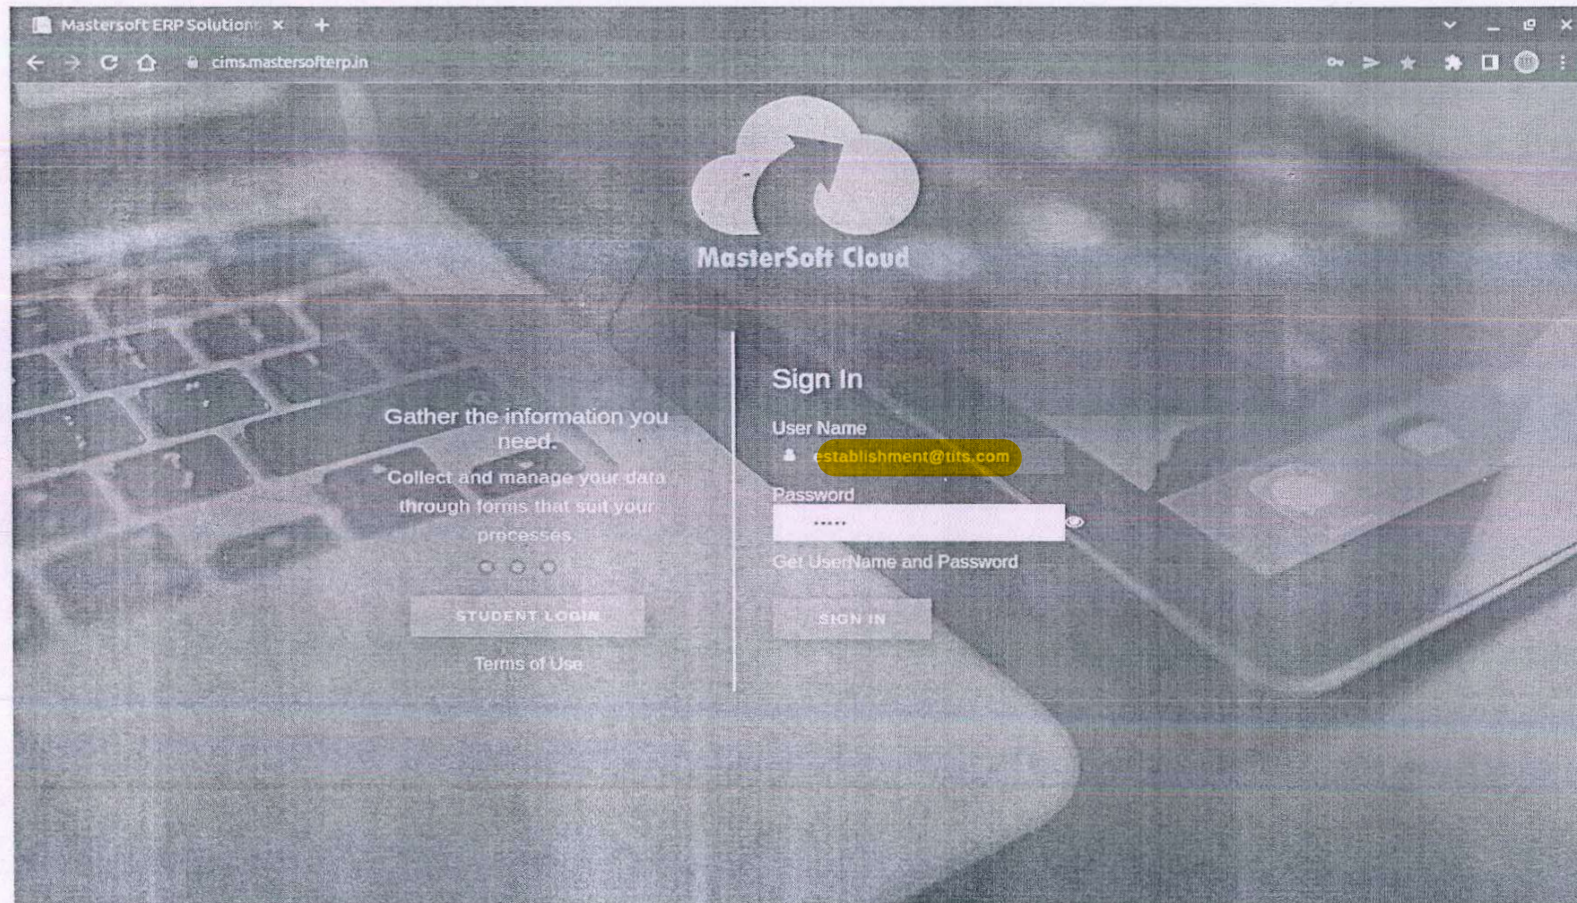 Mastersoft ERP Solution
cims.mastersofterp.in
MasterSoft Cloud
Gather the information you
need.
Collect and manage your data
through forms that suit your
processes.
STUDENT LOGIN
Terms of Use
Sign In
User Name
establishment@tits.com
Password
•••••
Get UserName and Password
SIGN IN